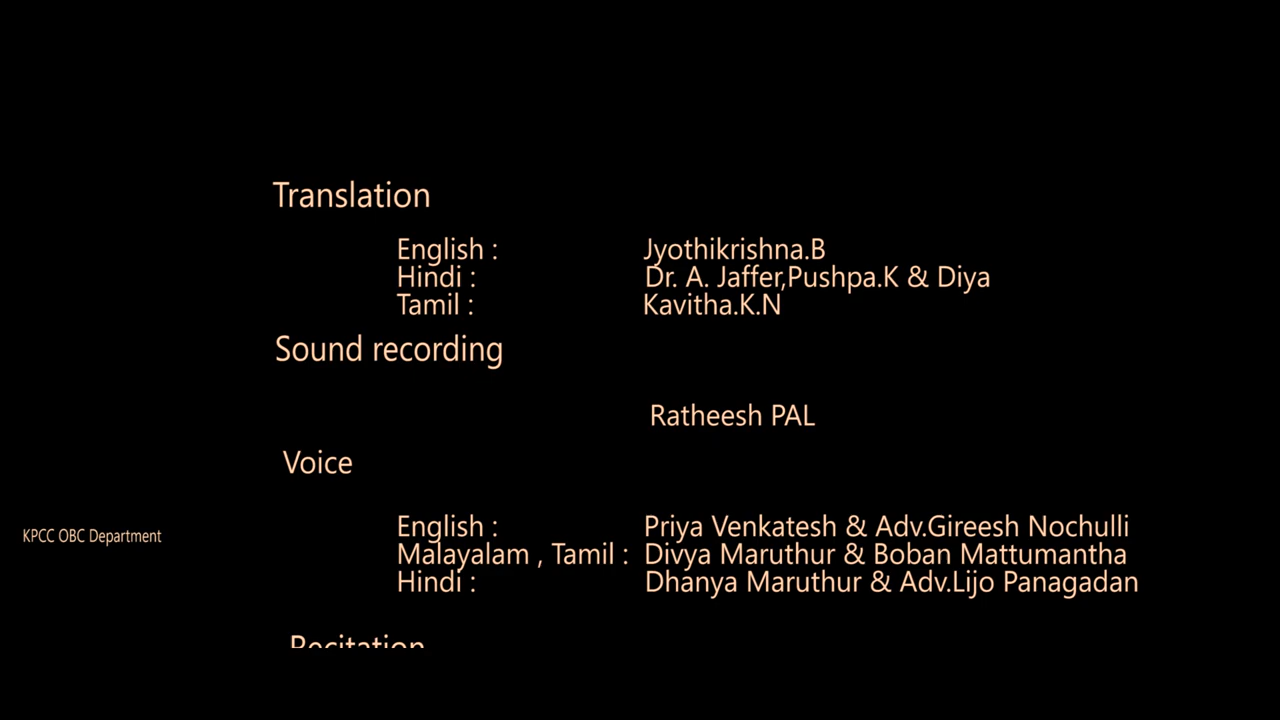 Translation
English : Jyothikrishna.B
Hindi : Dr. A. Jaffer,Pushpa.K & Diya
Tamil : Kavitha.K.N
Sound recording
Ratheesh PAL
Voice
English : Priya Venkatesh & Adv.Gireesh Nochulli
KPCC OBC Department
Malayalam , Tamil : Divya Maruthur & Boban Mattumantha
Hindi : Dhanya Maruthur & Adv.Lijo Panagadan
Recitation